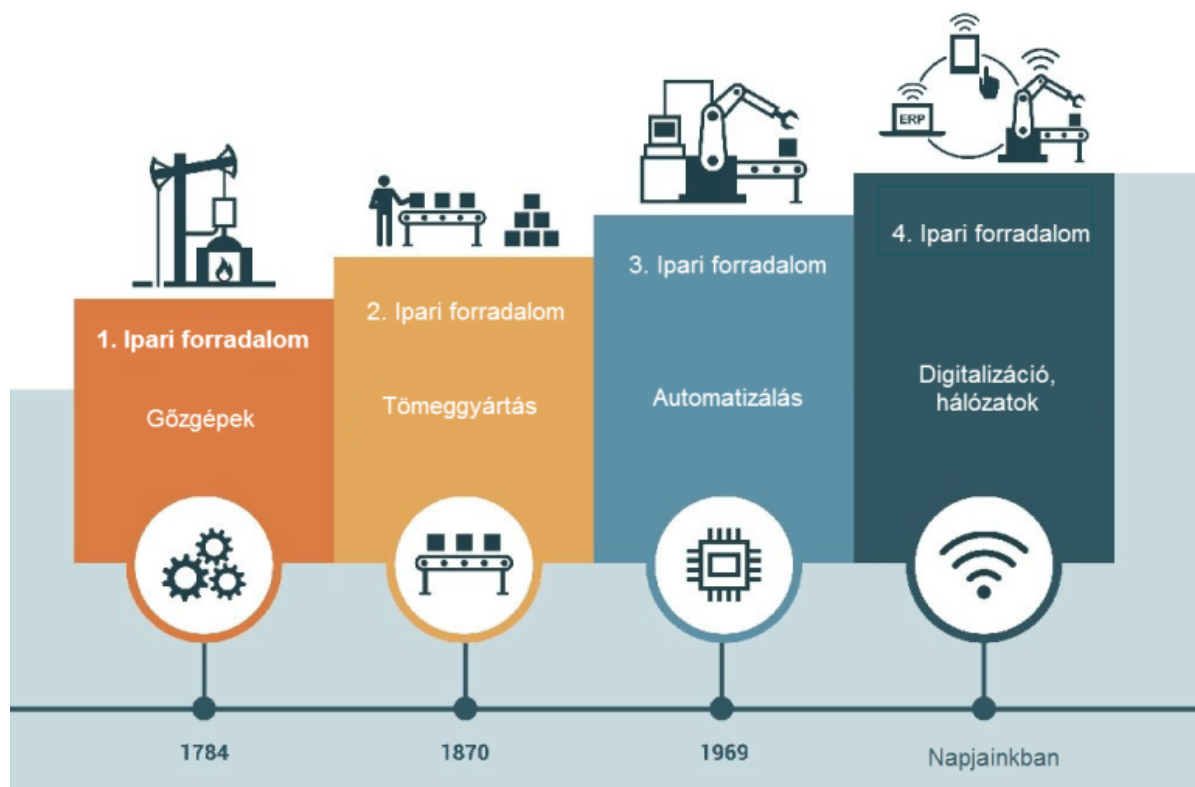 ERP
1. Ipari forradalom
Gőzgépek
2. Ipari forradalom
Tömeggyártás
3. Ipari forradalom
Automatizálás
4. Ipari forradalom
Digitalizáció,
hálózatok
1784
1870
1969
Napjainkban